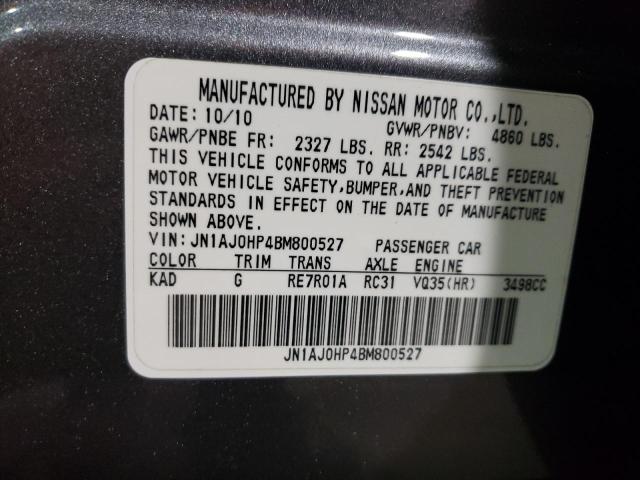 MANUFACTURED BY NISSAN MOTOR CO.,LTD.
DATE: 10/10 GVWR/PNBV: 4860 LBS.
GAWR/PNBE FR: 2327 LBS. RR: 2542 LBS.
THIS VEHICLE CONFORMS TO ALL APPLICABLE FEDERAL
MOTOR VEHICLE SAFETY,BUMPER,AND THEFT PREVENTION
STANDARDS IN EFFECT ON THE DATE OF MANUFACTURE
SHOWN ABOVE.
VIN:JN1AJ0HP4BM800527 PASSENGER CAR
COLOR TRIM TRANS AXLE ENGINE
KAD G RE7R01A RC31 VQ35(HR) 3498CC
JN1AJ0HP4BM800527